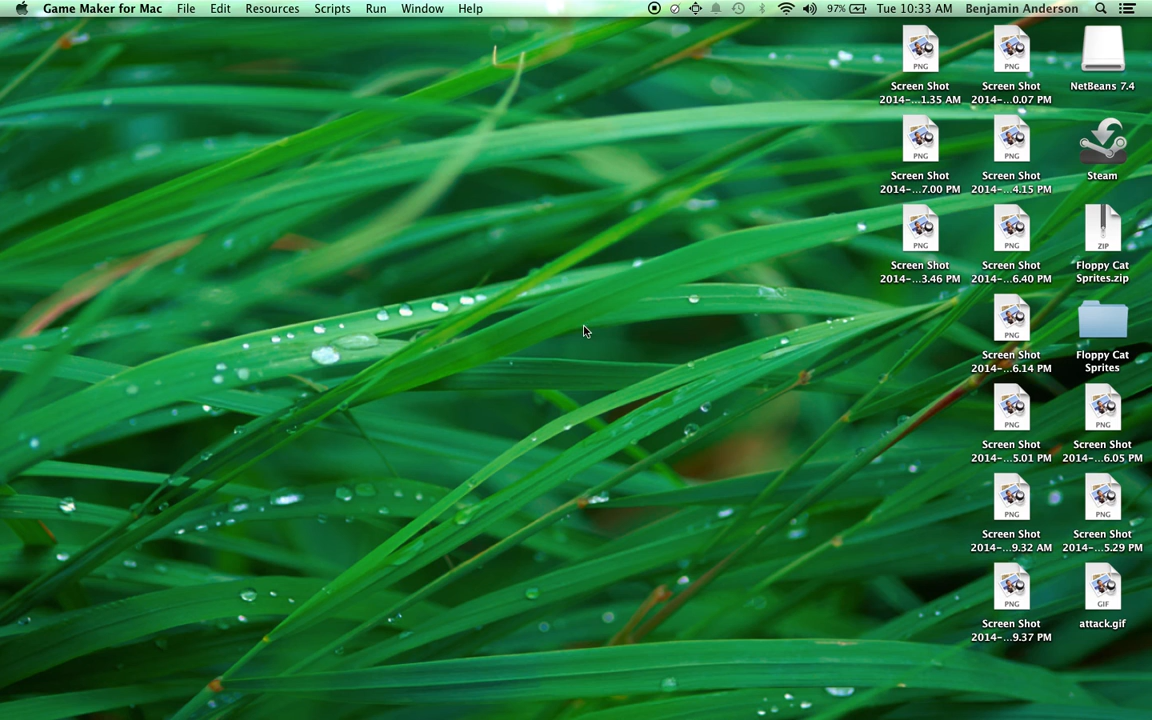 Game Maker for Mac File Edit Resources Scripts Run Window Help 97% Tue 10:33 AM Benjamin Anderson
PNG
Screen Shot
2014-...1.35 AM
PNG
Screen Shot
2014-...0.07 PM
NetBeans 7.4
PNG
Screen Shot
2014-...7.00 PM
PNG
Screen Shot
2014-...4.15 PM
Steam
PNG
Screen Shot
2014-...3.46 PM
PNG
Screen Shot
2014-...6.40 PM
ZIP
Floppy Cat
Sprites.zip
PNG
Screen Shot
2014-...6.14 PM
Floppy Cat
Sprites
PNG
Screen Shot
2014-...5.01 PM
PNG
Screen Shot
2014-...6.05 PM
PNG
Screen Shot
2014-...9.32 AM
PNG
Screen Shot
2014-...5.29 PM
PNG
Screen Shot
2014-...9.37 PM
GIF
attack.gif